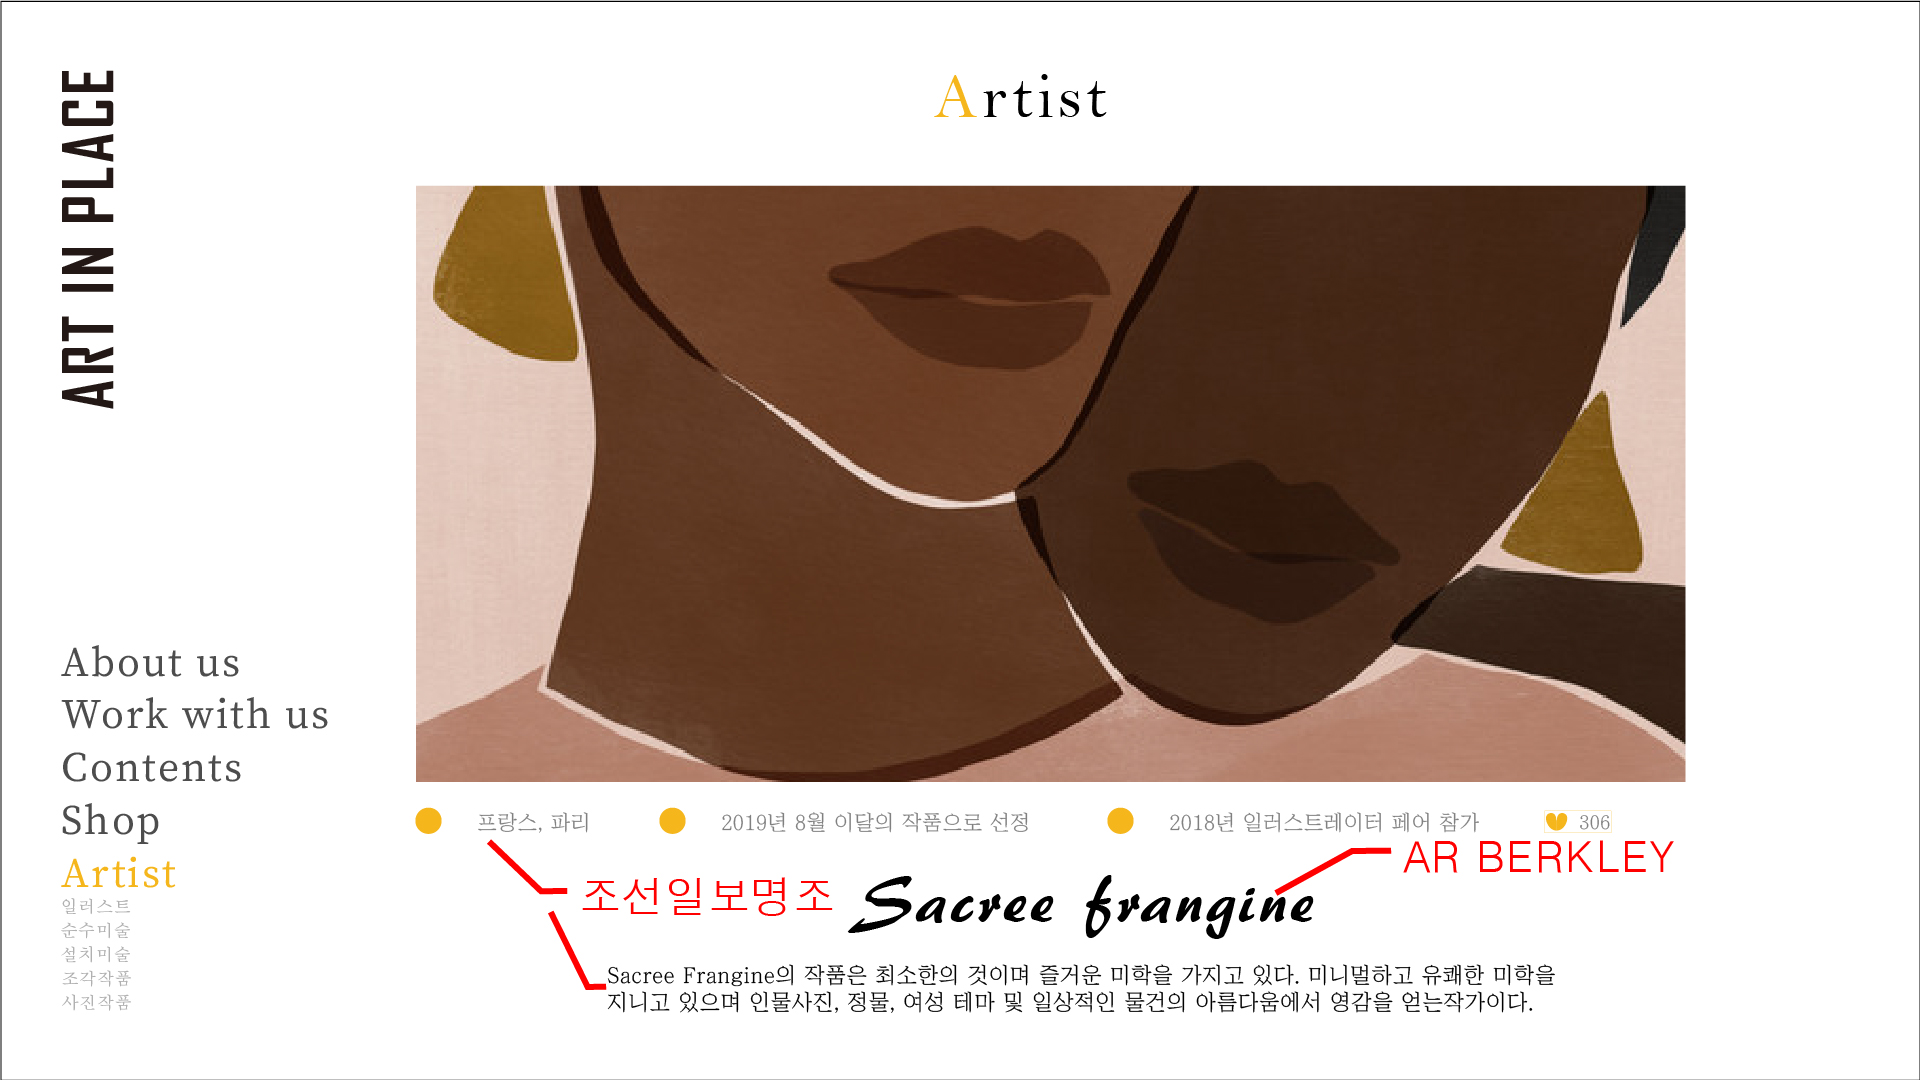 ART IN PLACE
Artist
About us
Work with us
Contents
Shop
Artist
일러스트
순수미술
설치미술
조각작품
사진작품
프랑스, 파리
2019년 8월 이달의 작품으로 선정
2018년 일러스트레이터 페어 참가
306
AR BERKLEY
조선일보명조
Sacree frangine
Sacree Frangine의 작품은 최소한의 것이며 즐거운 미학을 가지고 있다. 미니멀하고 유쾌한 미학을
지니고 있으며 인물사진, 정물, 여성 테마 및 일상적인 물건의 아름다움에서 영감을 얻는작가이다.